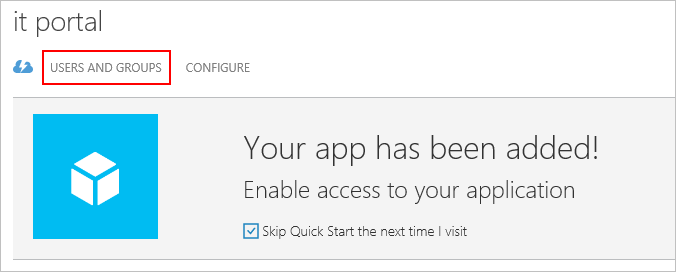 it portal
USERS AND GROUPS CONFIGURE
Your app has been added!
Enable access to your application
Skip Quick Start the next time I visit